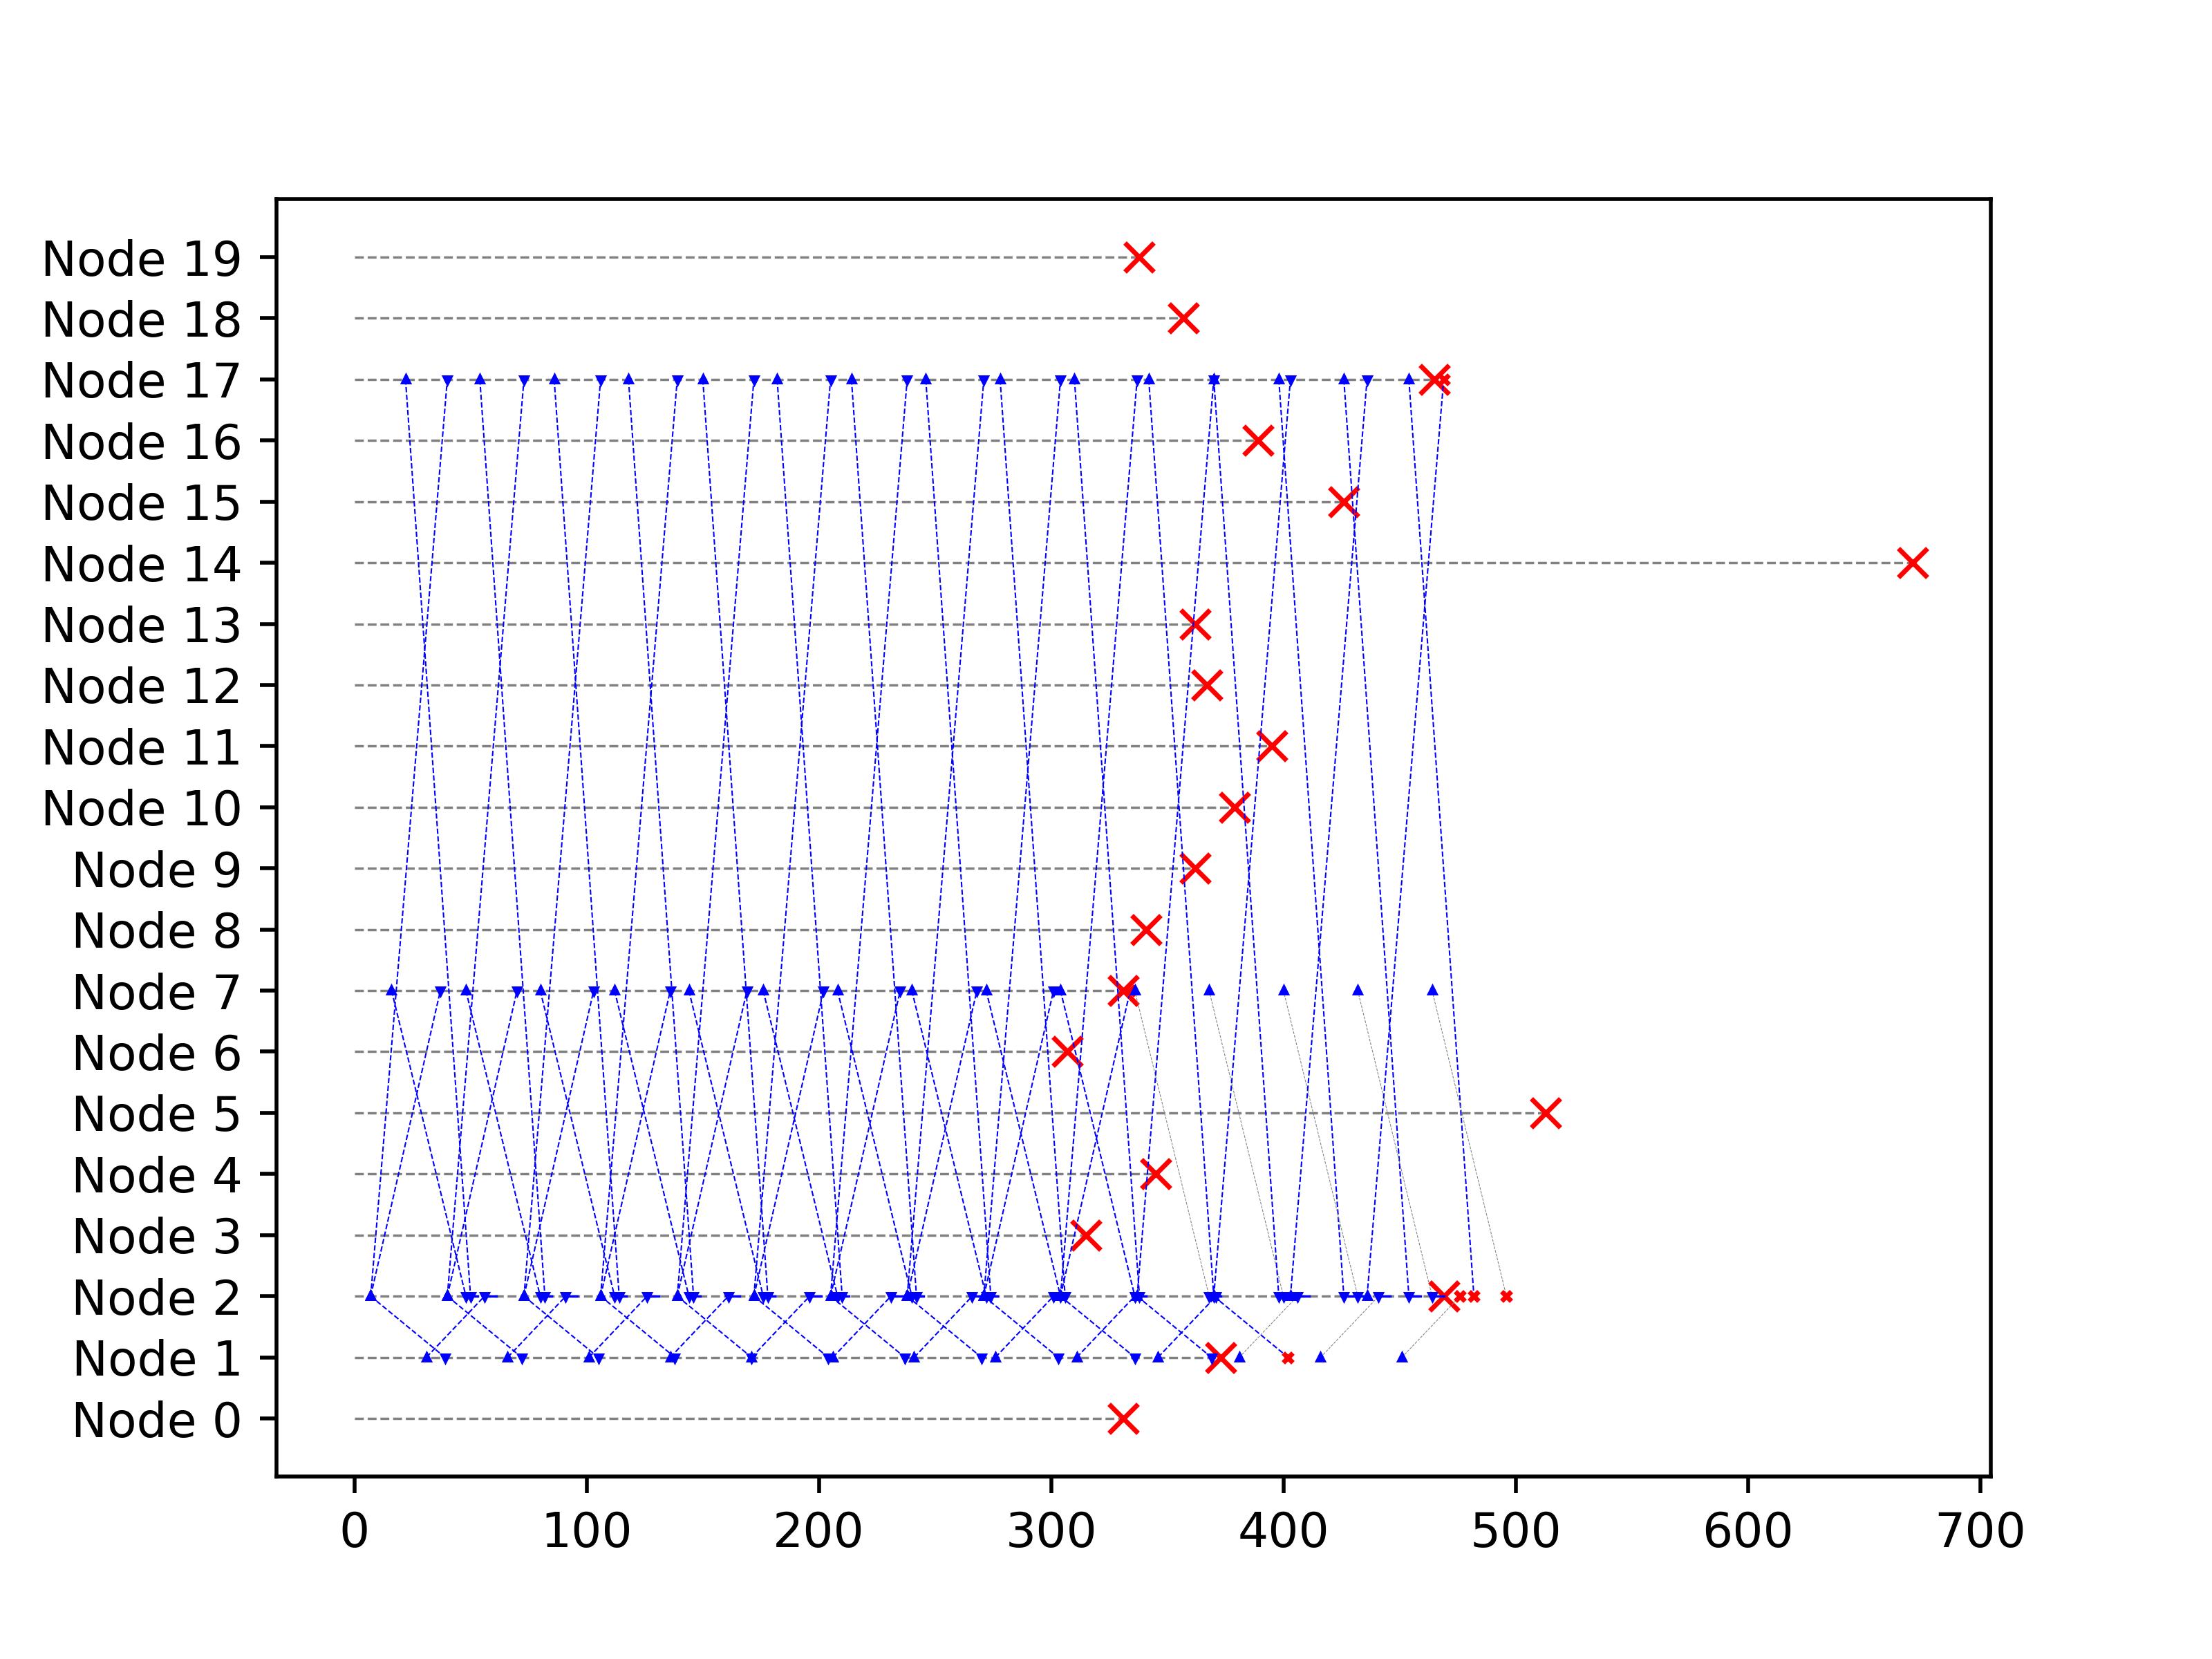 Node 19
Node 18
Node 17
Node 16
Node 15
Node 14
Node 13
Node 12
Node 11
Node 10
Node 9
Node 8
Node 7
Node 6
Node 5
Node 4
Node 3
Node 2
Node 1
Node 0
0 100 200 300 400 500 600 700